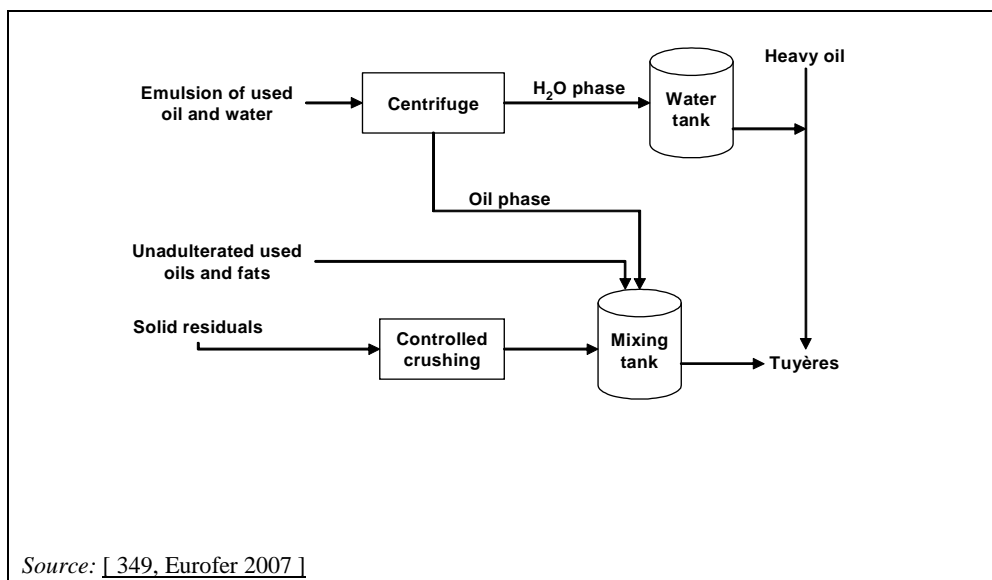 Heavy oil
Emulsion of used
oil and water
Centrifuge
H₂O phase
Water
tank
Oil phase
Unadulterated used
oils and fats
Solid residuals
Controlled
crushing
Mixing
tank
Tuyères
Source: [ 349, Eurofer 2007 ]